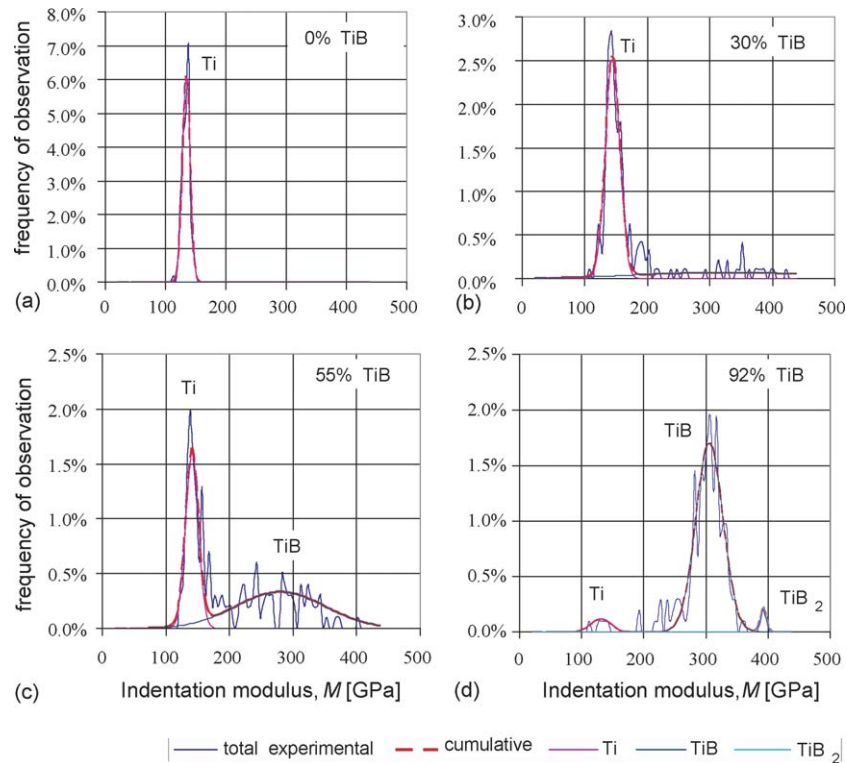 frequency of observation
8.0%
7.0%
6.0%
5.0%
4.0%
3.0%
2.0%
1.0%
0.0%
0% TiB
Ti
0 100 200 300 400 500
(a)
3.0%
2.5%
2.0%
1.5%
1.0%
0.5%
0.0%
30% TiB
Ti
0 100 200 300 400 500
(b)
frequency of observation
2.5%
2.0%
1.5%
1.0%
0.5%
0.0%
55% TiB
Ti
TiB
0 100 200 300 400 500
(c)
Indentation modulus, M [GPa]
2.5%
2.0%
1.5%
1.0%
0.5%
0.0%
92% TiB
TiB
Ti
TiB2
0 100 200 300 400 500
(d)
Indentation modulus, M [GPa]
total experimental cumulative Ti TiB TiB2